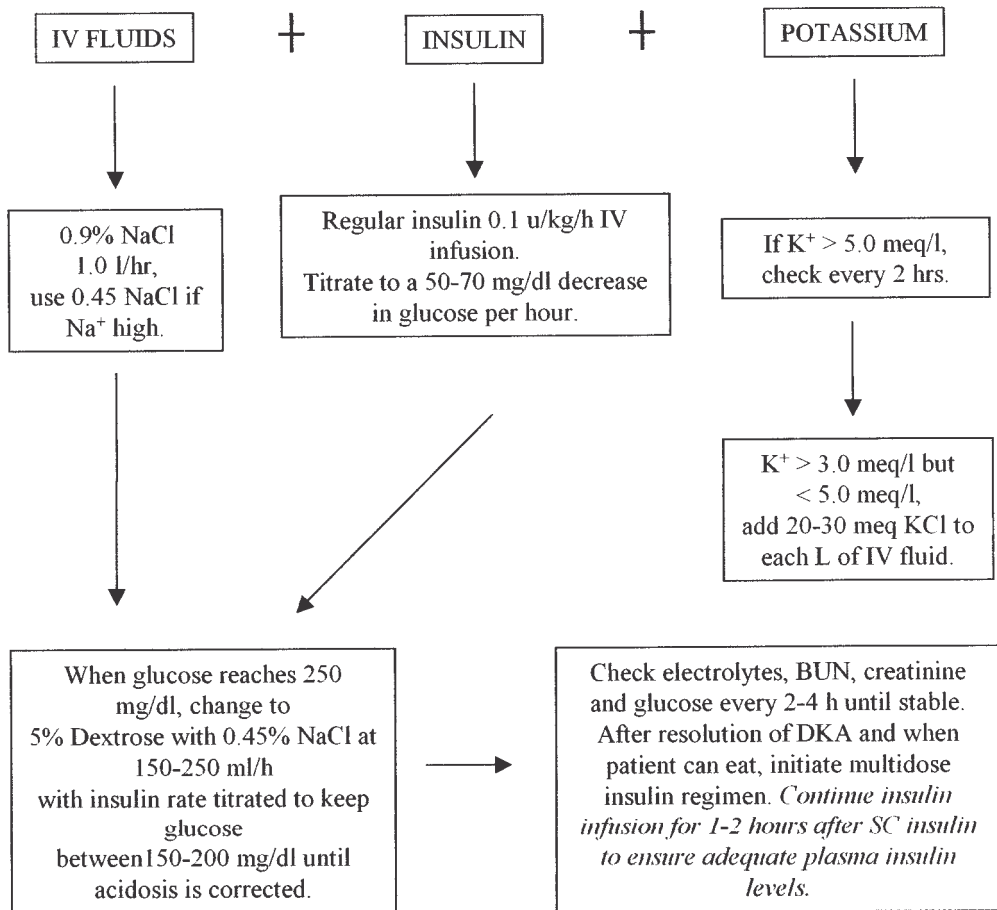 IV FLUIDS + INSULIN + POTASSIUM
0.9% NaCl
1.0 l/hr,
use 0.45 NaCl if
Na⁺ high.
Regular insulin 0.1 u/kg/h IV
infusion.
Titrate to a 50-70 mg/dl decrease
in glucose per hour.
If K⁺ > 5.0 meq/l,
check every 2 hrs.
K⁺ > 3.0 meq/l but
< 5.0 meq/l,
add 20-30 meq KCl to
each L of IV fluid.
When glucose reaches 250
mg/dl, change to
5% Dextrose with 0.45% NaCl at
150-250 ml/h
with insulin rate titrated to keep
glucose
between150-200 mg/dl until
acidosis is corrected.
Check electrolytes, BUN, creatinine
and glucose every 2-4 h until stable.
After resolution of DKA and when
patient can eat, initiate multidose
insulin regimen. Continue insulin
infusion for 1-2 hours after SC insulin
to ensure adequate plasma insulin
levels.